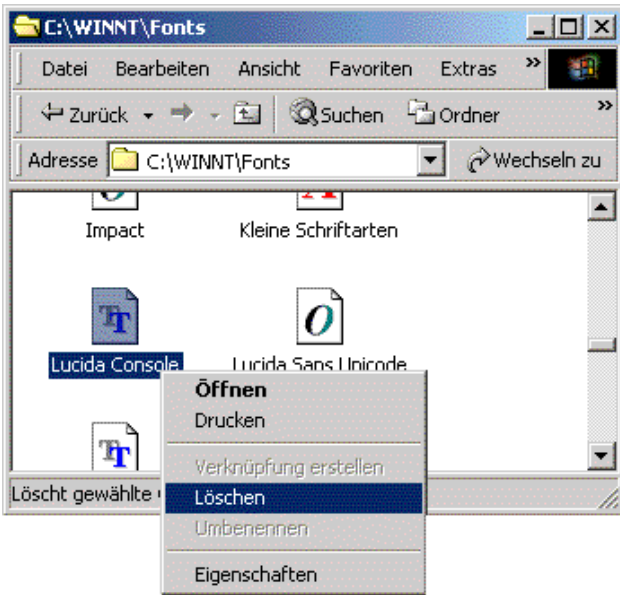 C:\WINNT\Fonts
Datei Bearbeiten Ansicht Favoriten Extras »
Zurück Suchen Ordner »
Adresse C:\WINNT\Fonts Wechseln zu
Impact Kleine Schriftarten
Lucida Console Lucida Sans Unicode
Öffnen
Drucken
Verknüpfung erstellen
Löscht gewählte
Löschen
Umbenennen
Eigenschaften